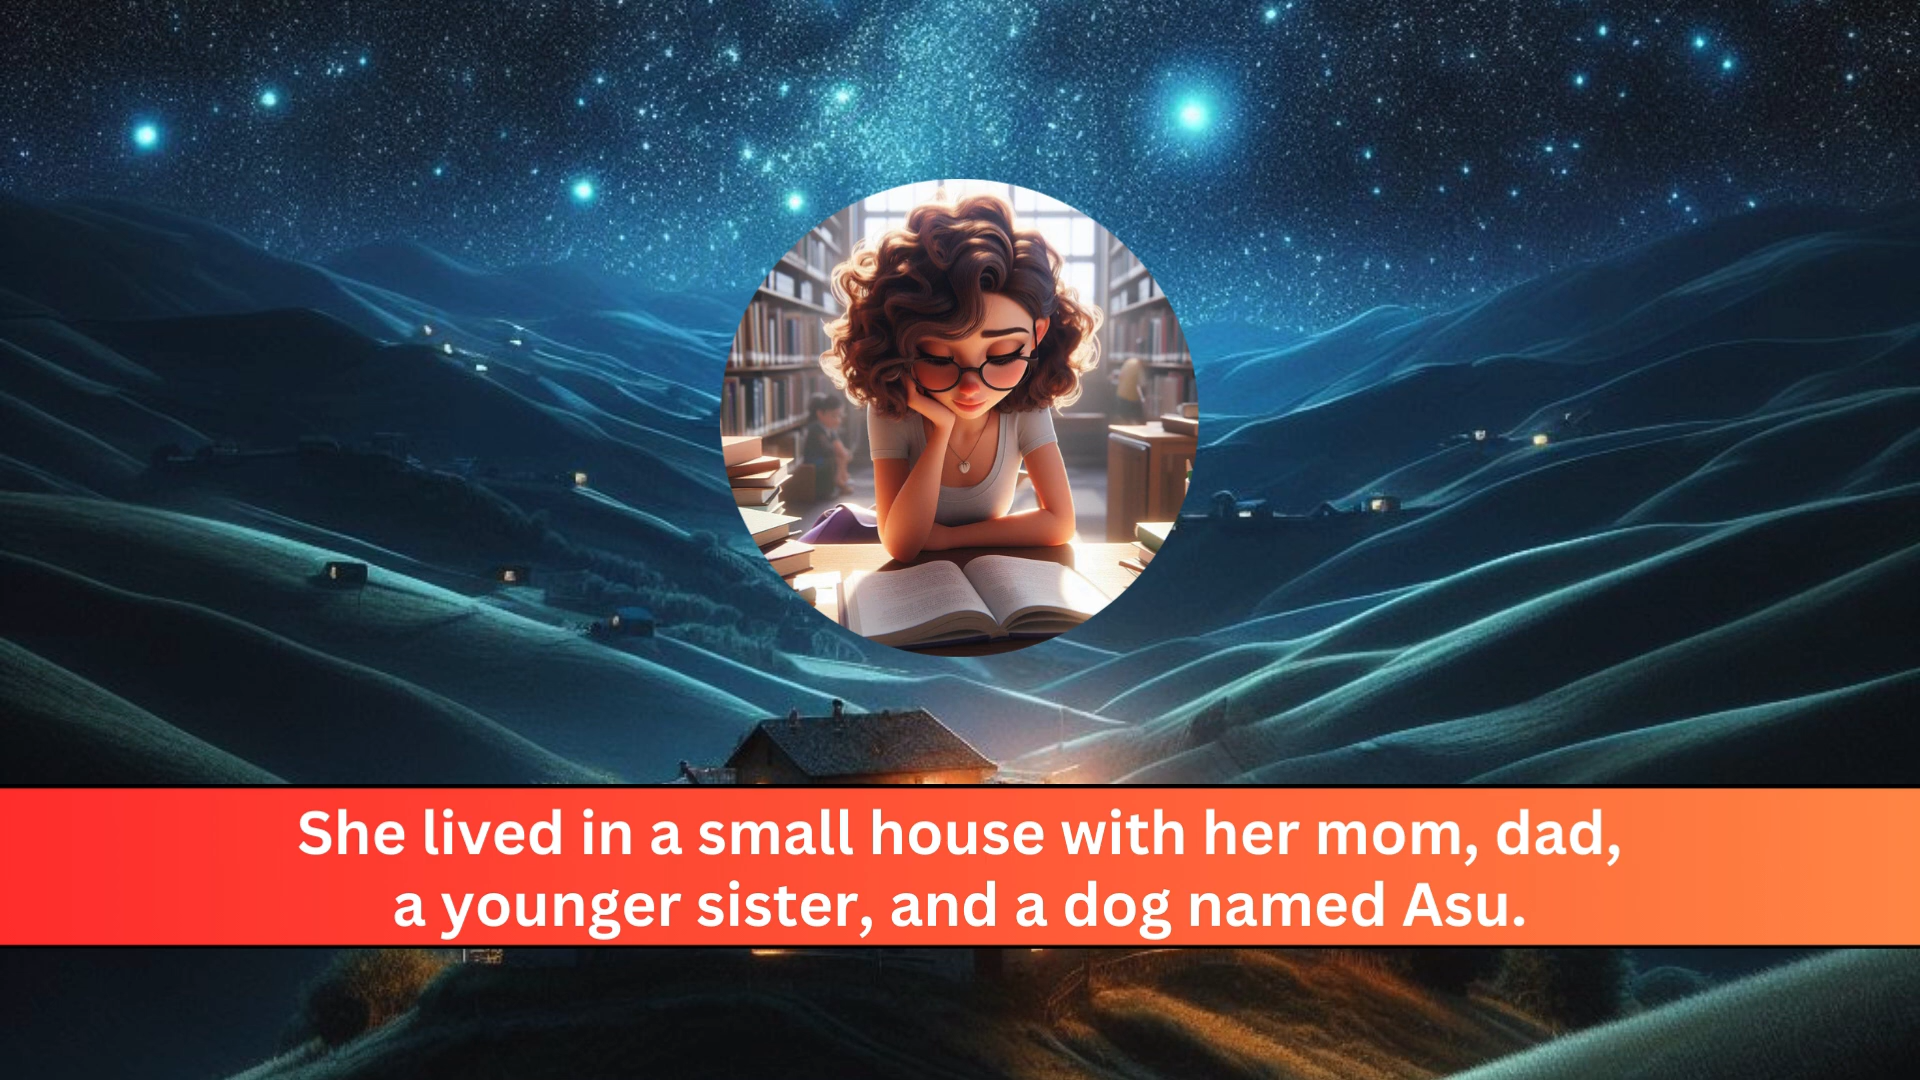 She lived in a small house with her mom, dad,
a younger sister, and a dog named Asu.